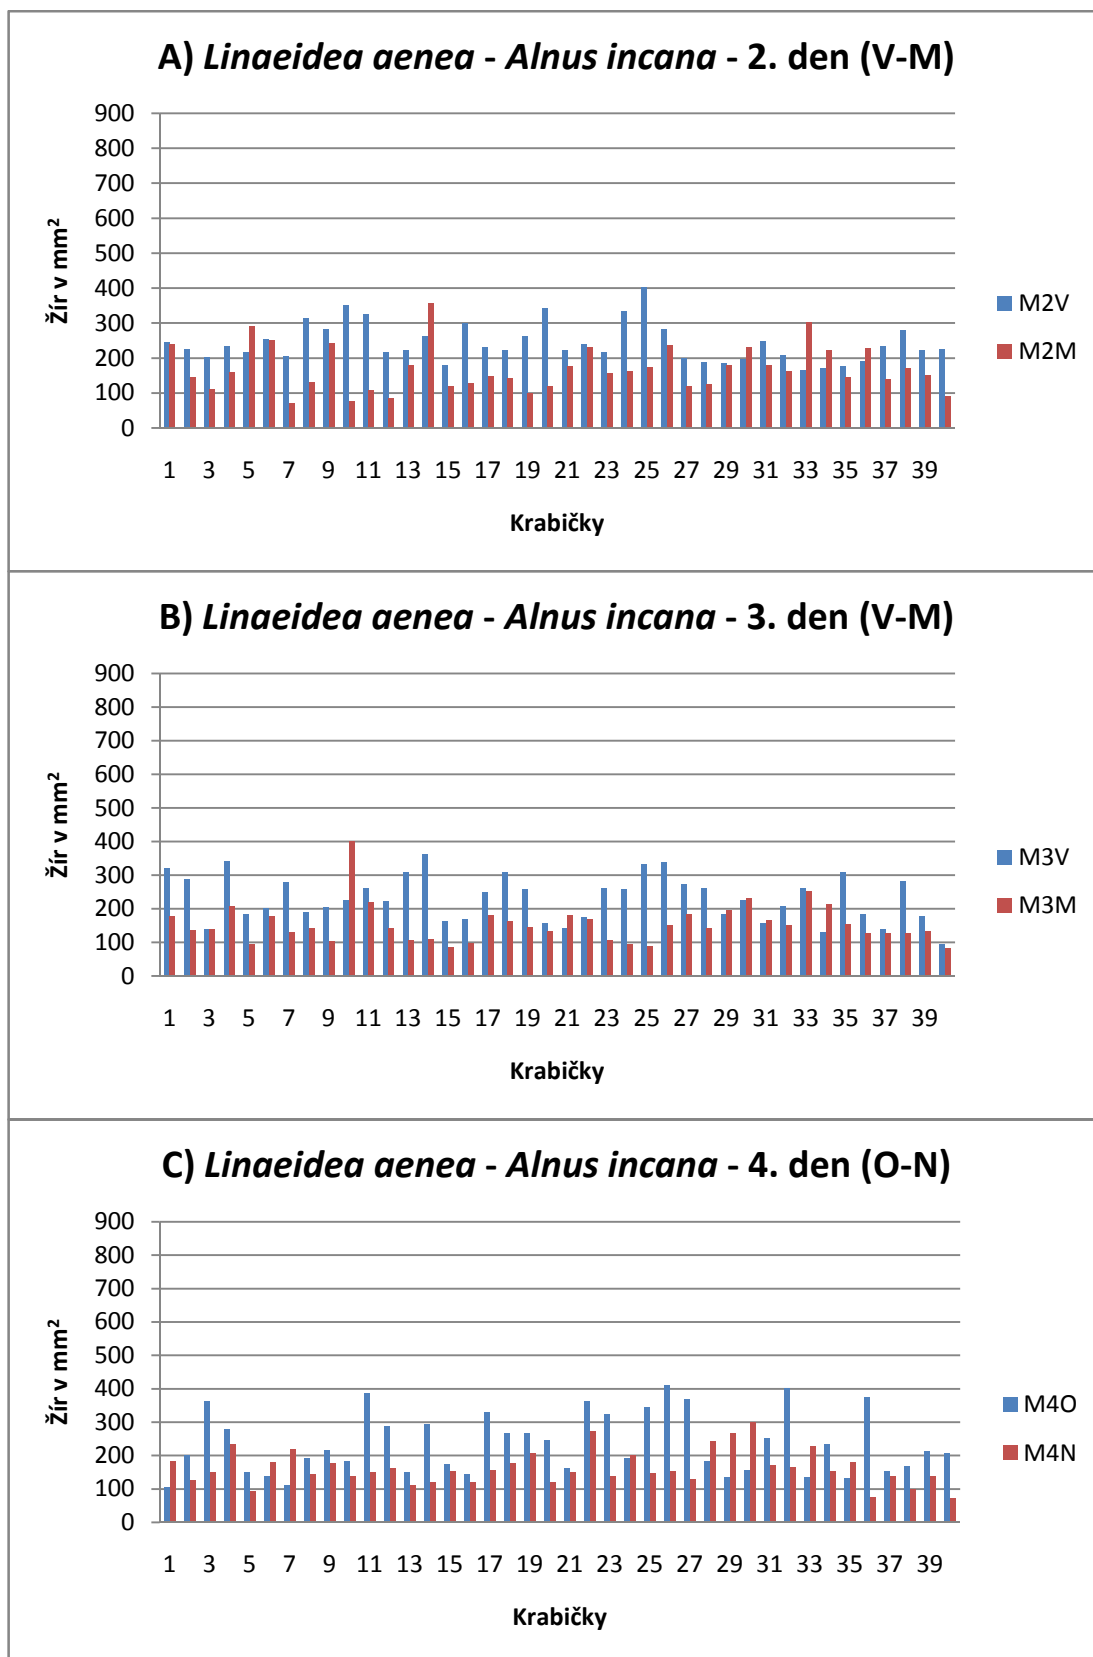 A) Linaeidea aenea - Alnus incana - 2. den (V-M)
900
800
700
600
500
400
300
200
100
0
Žír v mm²
1 3 5 7 9 11 13 15 17 19 21 23 25 27 29 31 33 35 37 39
Krabičky
M2V
M2M
B) Linaeidea aenea - Alnus incana - 3. den (V-M)
900
800
700
600
500
400
300
200
100
0
Žír v mm²
1 3 5 7 9 11 13 15 17 19 21 23 25 27 29 31 33 35 37 39
Krabičky
M3V
M3M
C) Linaeidea aenea - Alnus incana - 4. den (O-N)
900
800
700
600
500
400
300
200
100
0
Žír v mm²
1 3 5 7 9 11 13 15 17 19 21 23 25 27 29 31 33 35 37 39
Krabičky
M4O
M4N